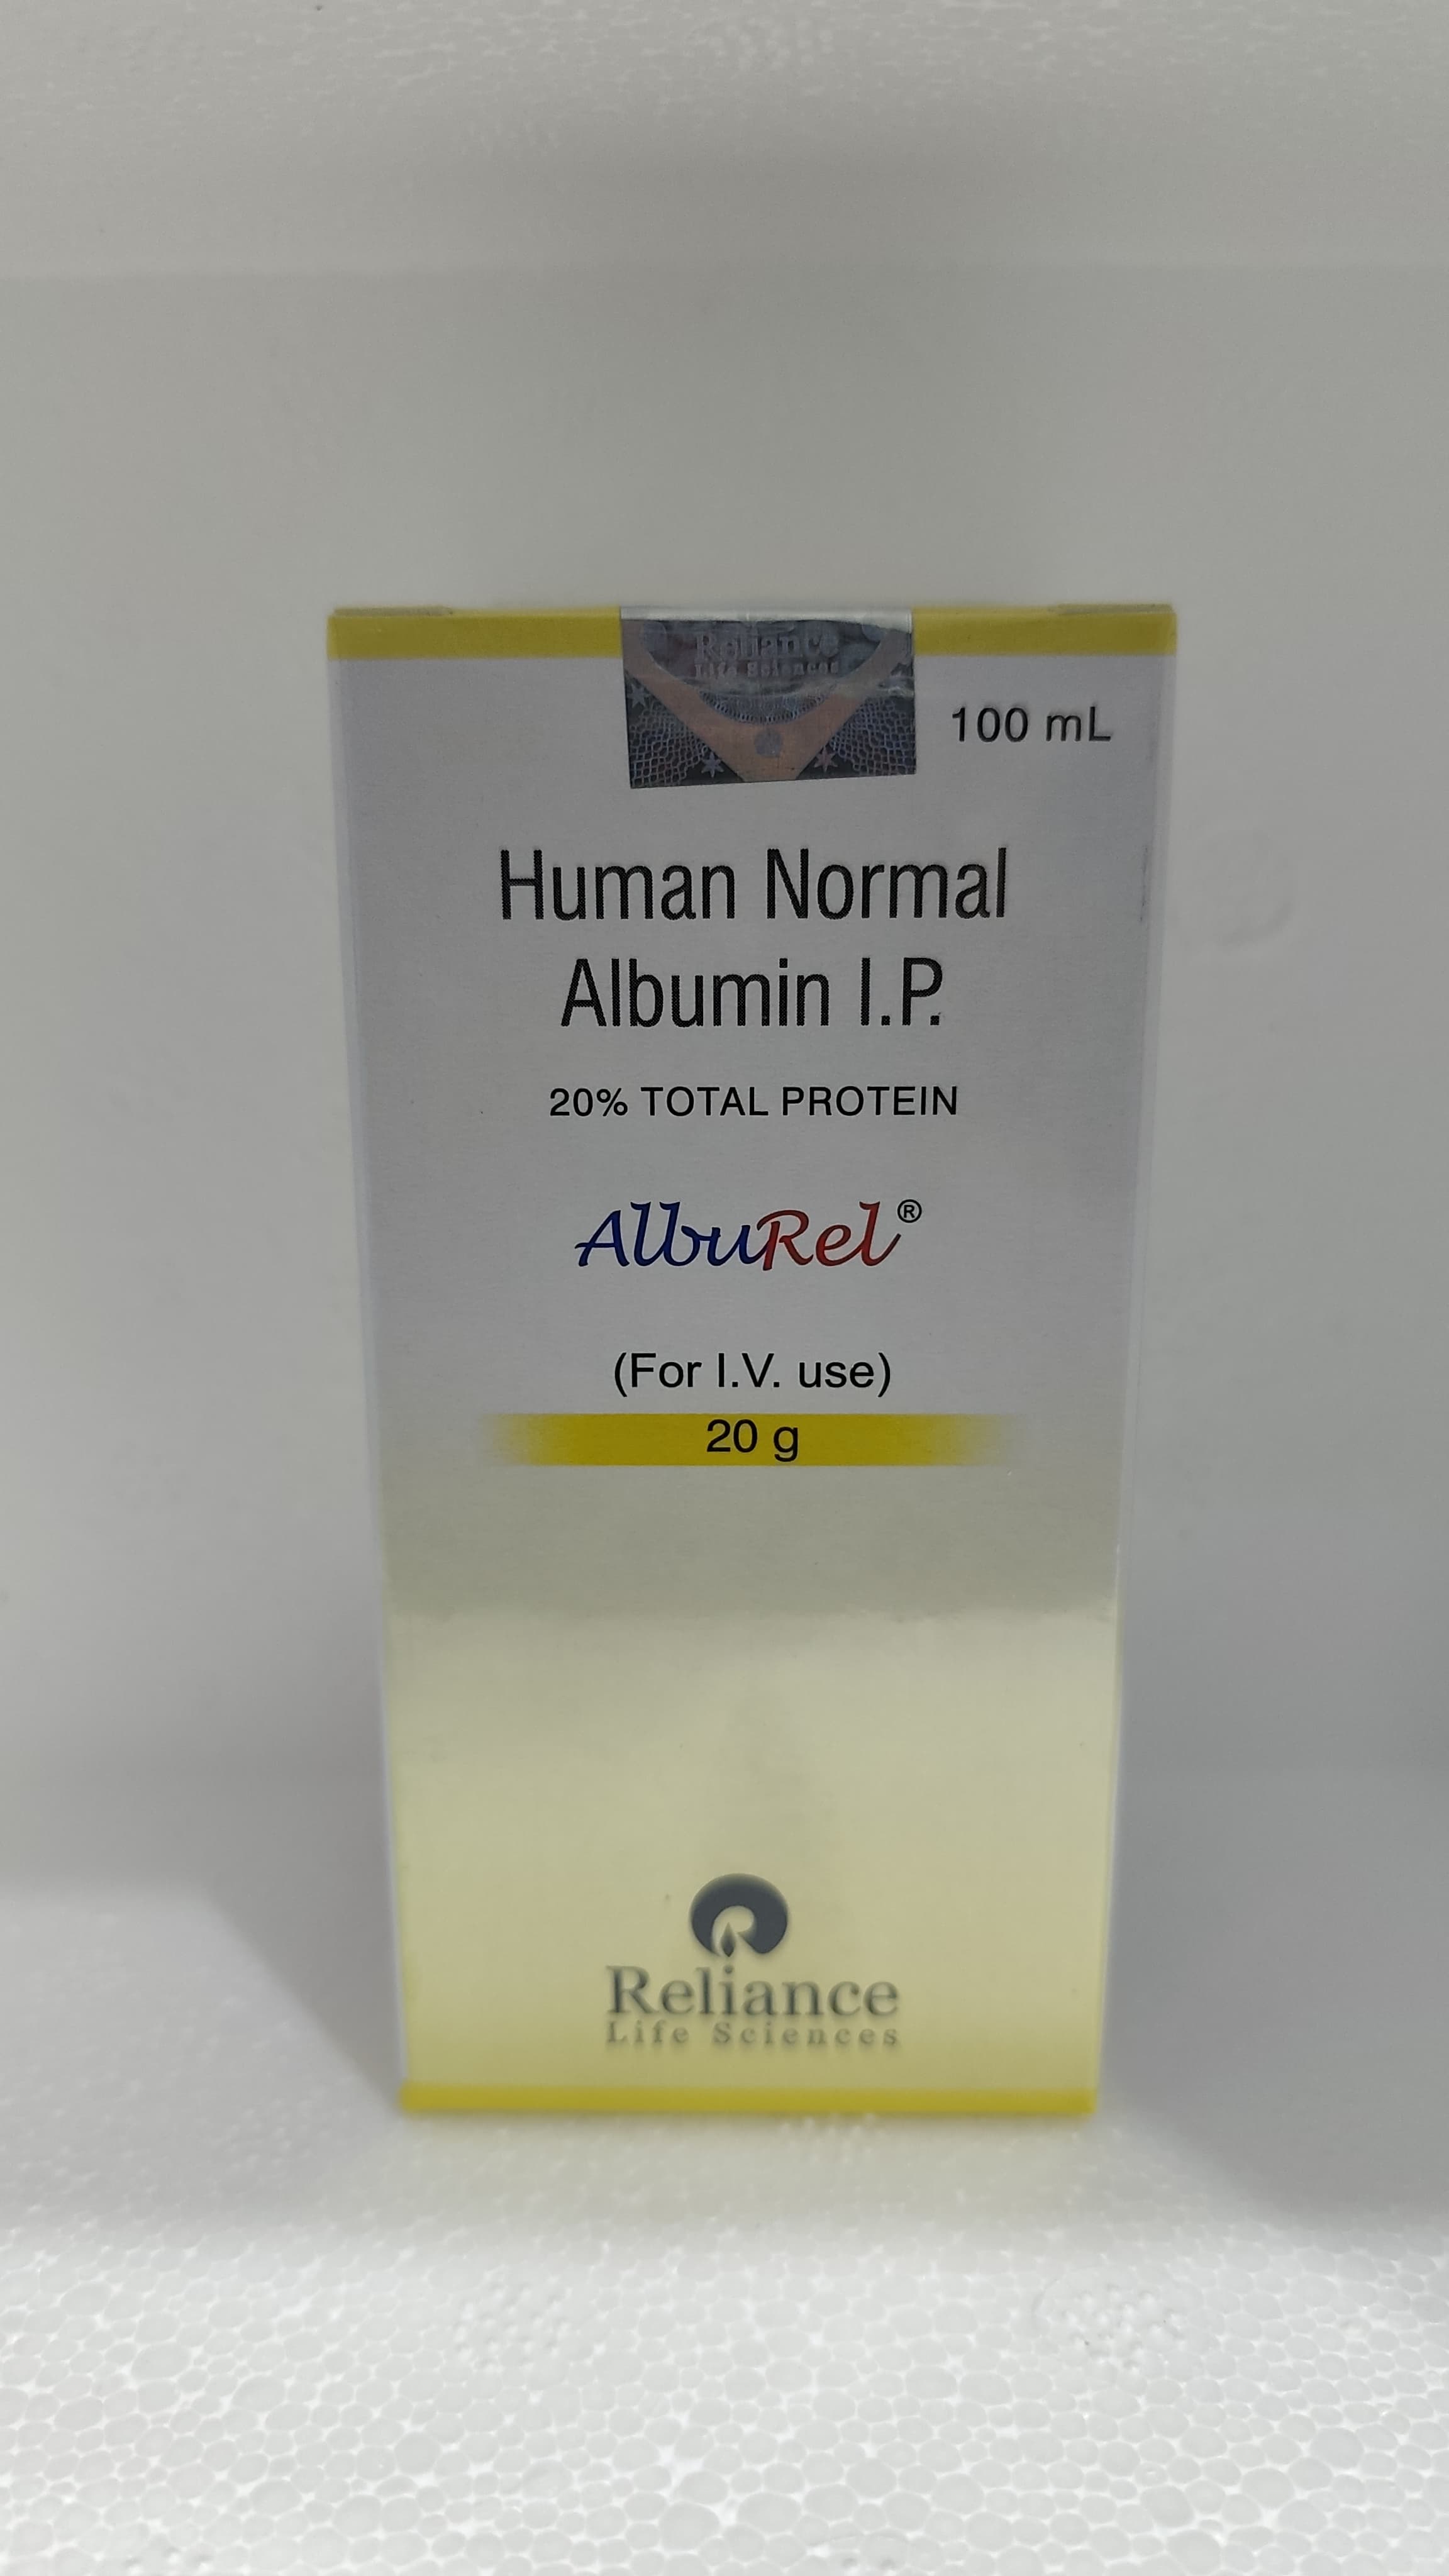 Reliance
Life Sciences
100 mL
Human Normal
Albumin I.P.
20% TOTAL PROTEIN
AlbuRel®
(For I.V. use)
20 g
Reliance
Life Sciences